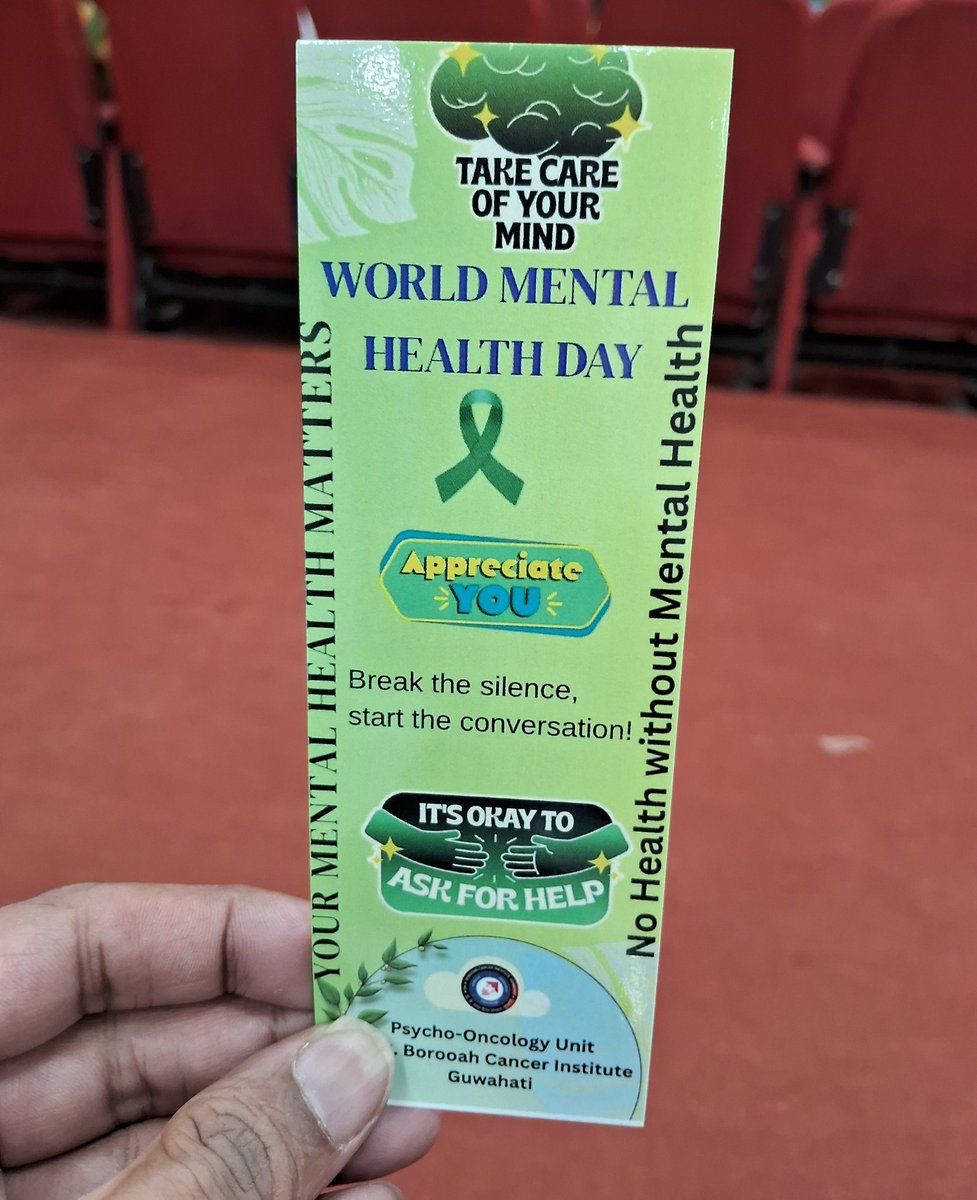 TAKE CARE
OF YOUR
MIND
WORLD MENTAL
HEALTH DAY
YOUR MENTAL HEALTH MATTERS
No Health without Mental Health
Appreciate
YOU
Break the silence,
start the conversation!
IT'S OKAY TO
ASK FOR HELP
Psycho-Oncology Unit
. Borooah Cancer Institute
Guwahati